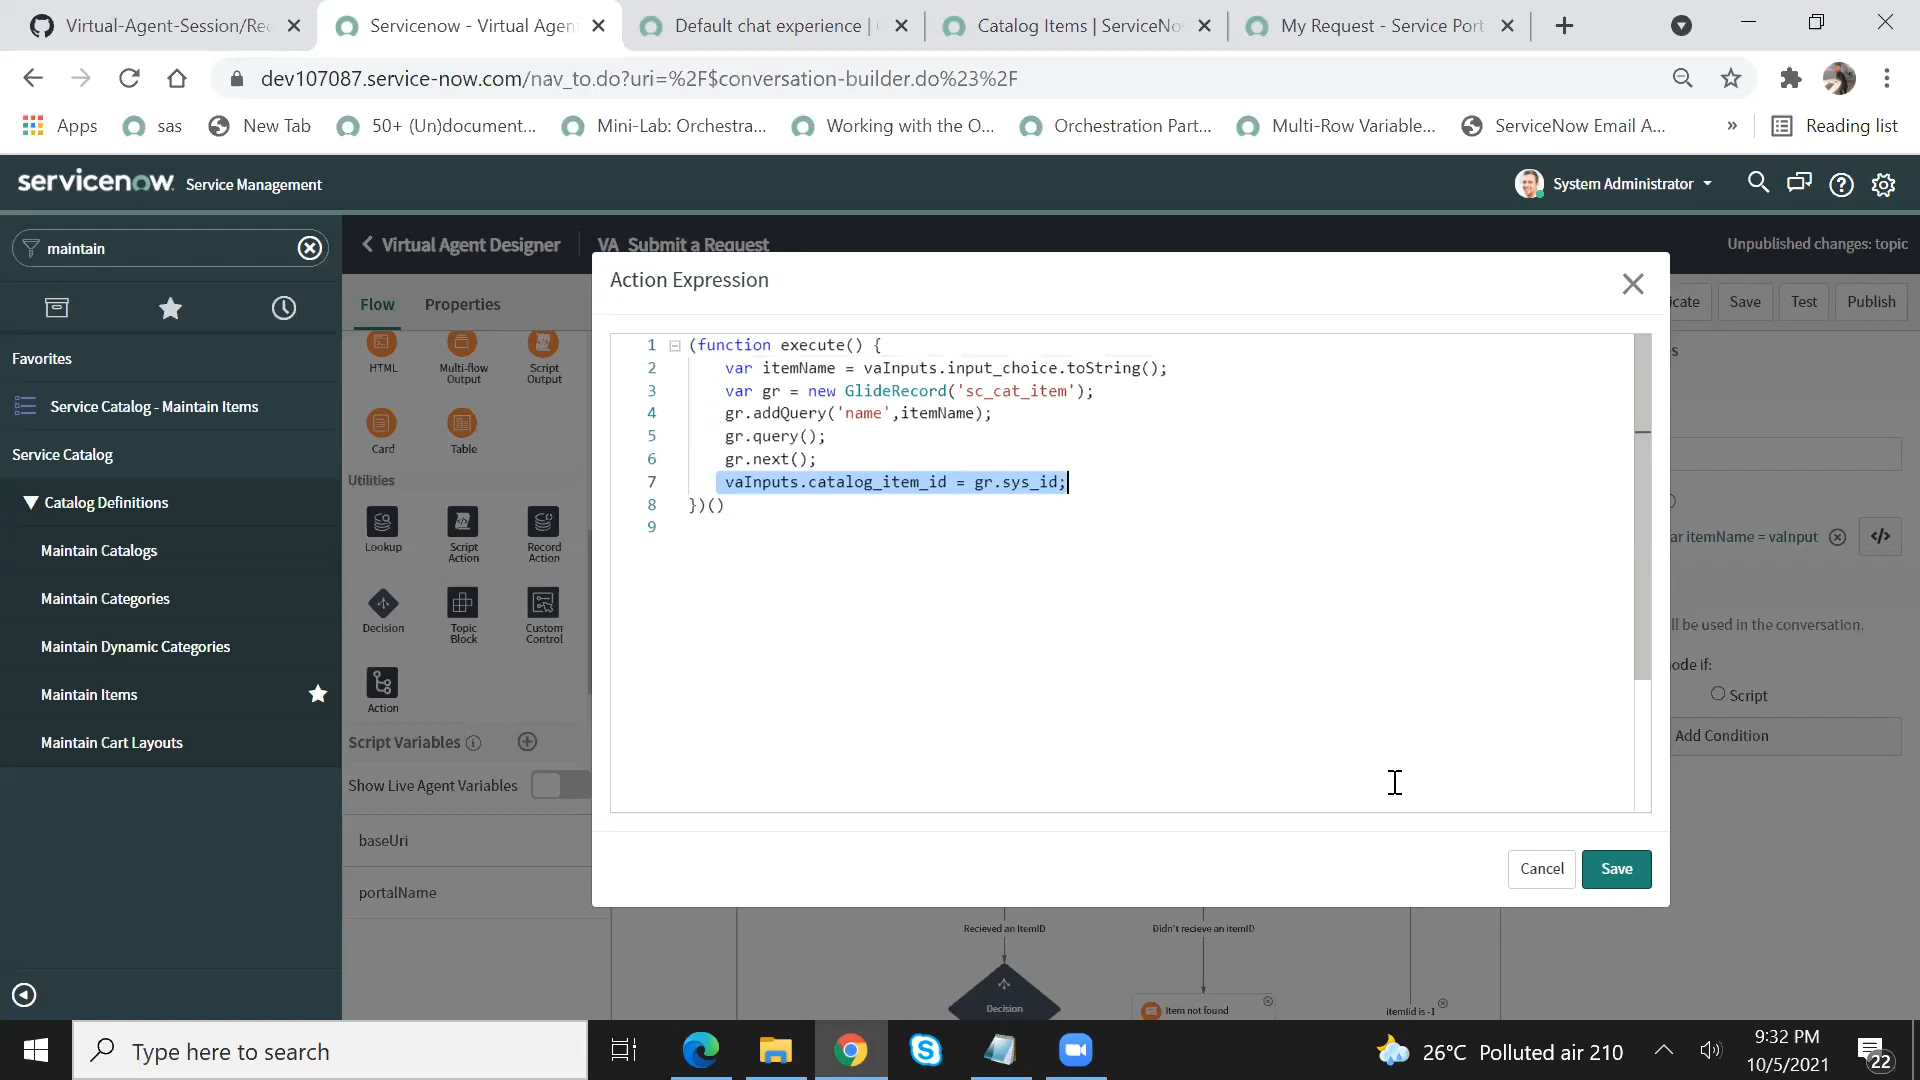 Virtual-Agent-Session/Rec
Servicenow - Virtual Agen
Default chat experience |
Catalog Items | ServiceNo
My Request - Service Port
dev107087.service-now.com/nav_to.do?uri=%2F$conversation-builder.do%23%2F
Apps
sas
New Tab
50+ (Un)document...
Mini-Lab: Orchestra...
Working with the O...
Orchestration Part...
Multi-Row Variable...
ServiceNow Email A...
»
Reading list
servicenow Service Management
System Administrator
maintain
Virtual Agent Designer
VA Submit a Request
Unpublished changes: topic
Favorites
Service Catalog - Maintain Items
Service Catalog
Catalog Definitions
Maintain Catalogs
Maintain Categories
Maintain Dynamic Categories
Maintain Items
Maintain Cart Layouts
Flow
Properties
HTML
Multi-flow Output
Script Output
Card
Table
Utilities
Lookup
Script Action
Record Action
Decision
Topic Block
Custom Control
Action
Script Variables
Show Live Agent Variables
baseUri
portalName
Action Expression
1 (function execute() {
2 var itemName = vaInputs.input_choice.toString();
3 var gr = new GlideRecord('sc_cat_item');
4 gr.addQuery('name',itemName);
5 gr.query();
6 gr.next();
7 vaInputs.catalog_item_id = gr.sys_id;
8 })()
9
Cancel
Save
icate
Save
Test
Publish
s
ar itemName = vaInput
</>
ll be used in the conversation.
ode if:
Script
Add Condition
Recieved an ItemID
Didn't recieve an itemID
Decision
Item not found
itemIid is -1
Type here to search
26°C Polluted air 210
9:32 PM
10/5/2021
22